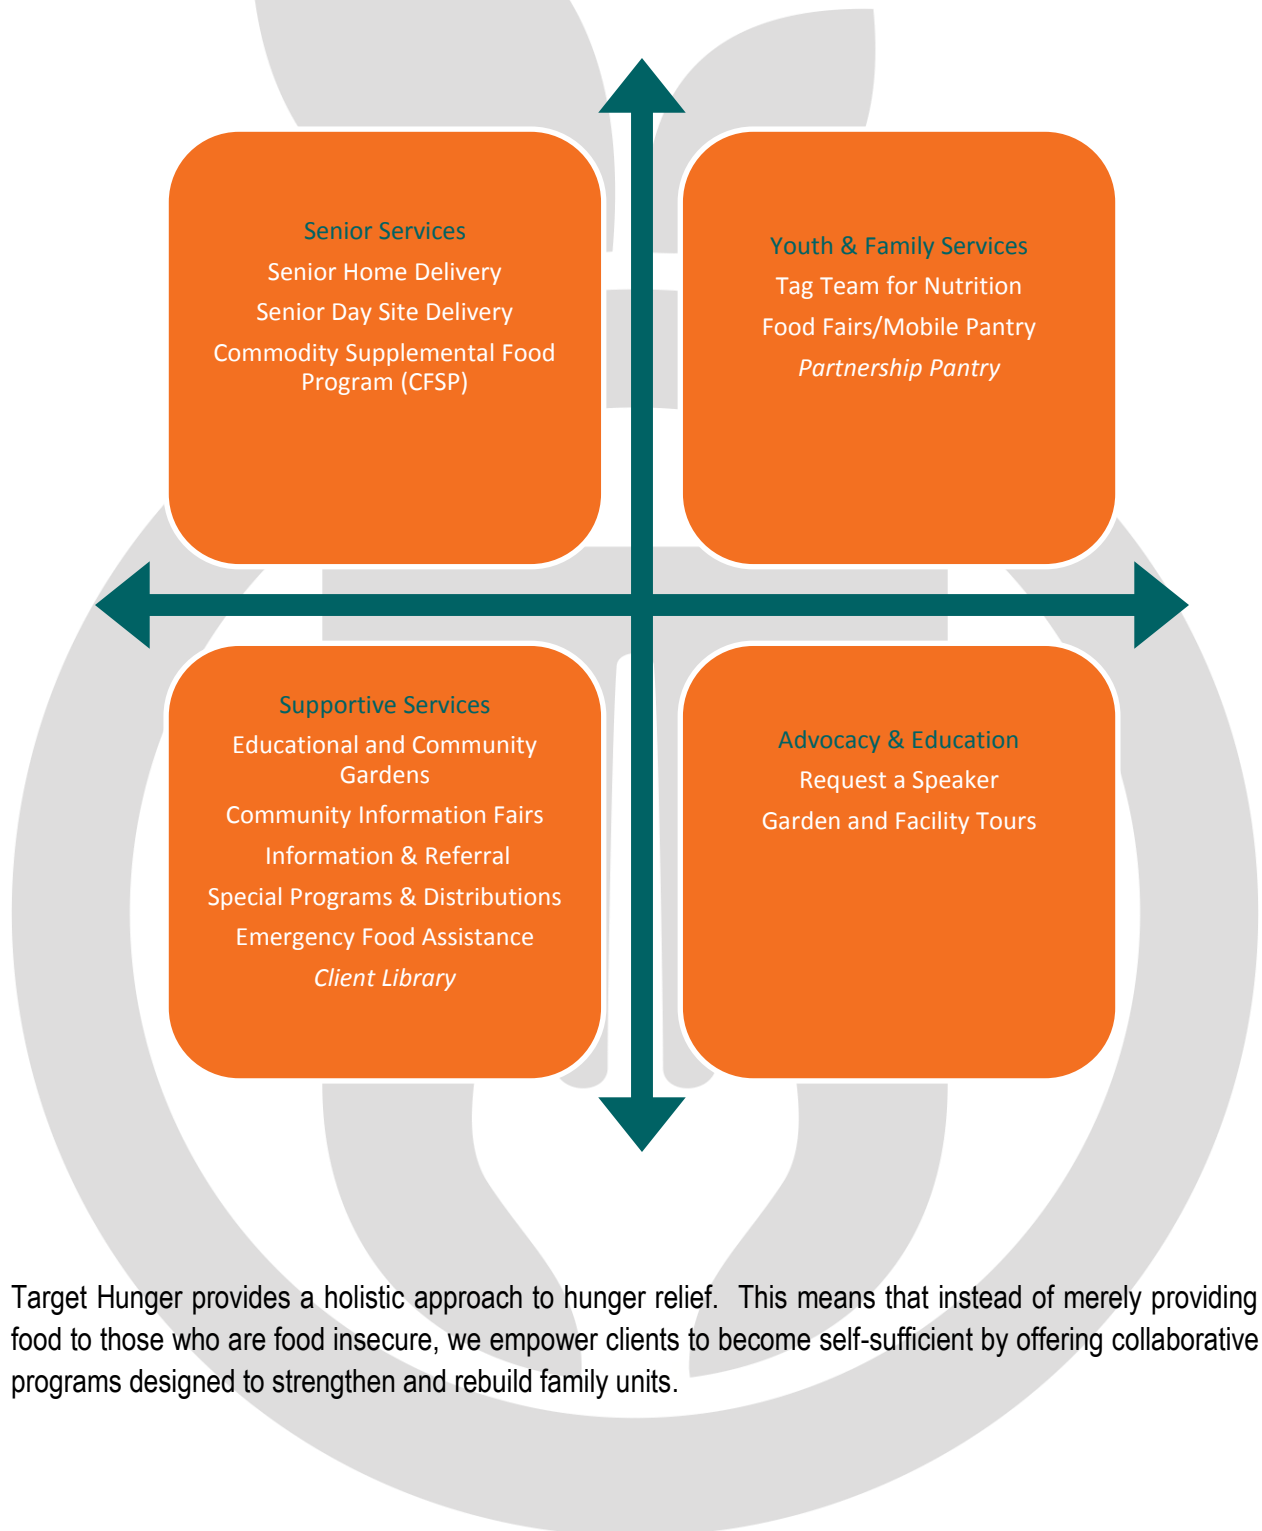 Senior Services
Senior Home Delivery
Senior Day Site Delivery
Commodity Supplemental Food
Program (CFSP)
Youth & Family Services
Tag Team for Nutrition
Food Fairs/Mobile Pantry
Partnership Pantry
Supportive Services
Educational and Community
Gardens
Community Information Fairs
Information & Referral
Special Programs & Distributions
Emergency Food Assistance
Client Library
Advocacy & Education
Request a Speaker
Garden and Facility Tours
Target Hunger provides a holistic approach to hunger relief.  This means that instead of merely providing
food to those who are food insecure, we empower clients to become self-sufficient by offering collaborative
programs designed to strengthen and rebuild family units.